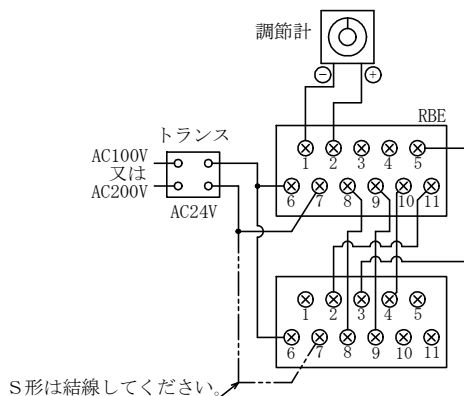 調節計
− +
RBE
トランス
AC100V
又は
AC200V
AC24V
1 2 3 4 5
6 7 8 9 10 11
1 2 3 4 5
6 7 8 9 10 11
S形は結線してください。